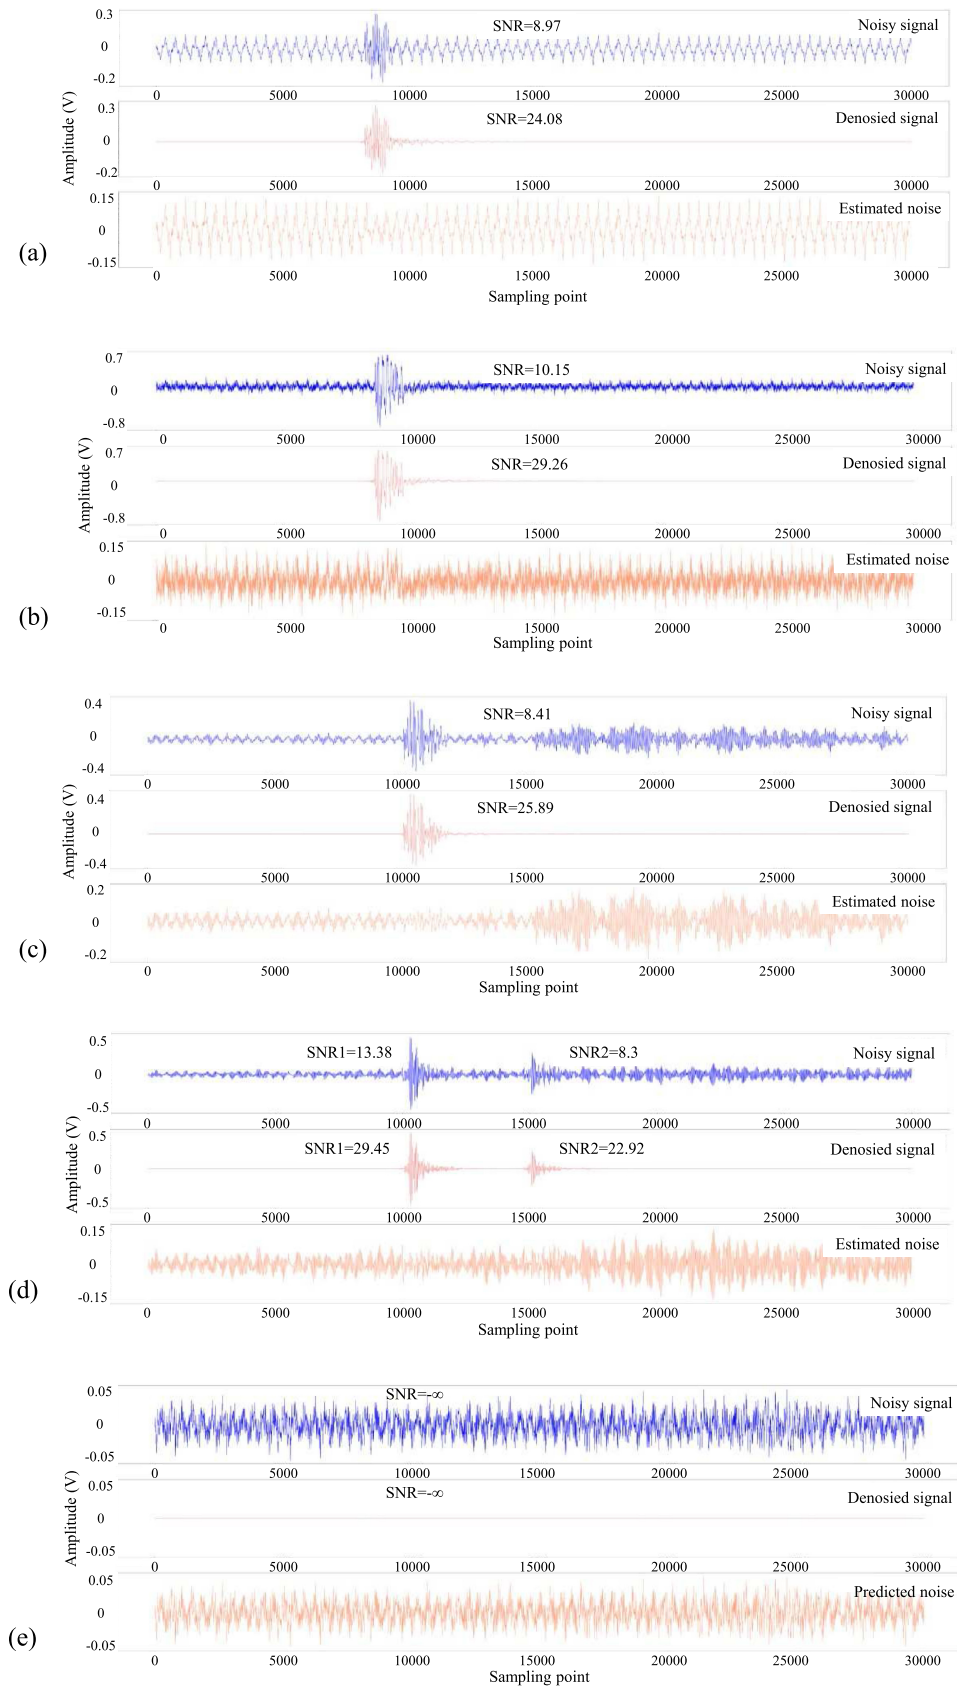 0.3
SNR=8.97
Noisy signal
0
-0.2
0 5000 10000 15000 20000 25000 30000
0.3
SNR=24.08
Denosied signal
0
-0.2
0 5000 10000 15000 20000 25000 30000
0.15
Estimated noise
0
-0.15
0 5000 10000 15000 20000 25000 30000
Amplitude (V)
(a)
Sampling point
0.7
SNR=10.15
Noisy signal
0
-0.8
0 5000 10000 15000 20000 25000 30000
0.7
SNR=29.26
Denosied signal
0
-0.8
0 5000 10000 15000 20000 25000 30000
0.15
Estimated noise
0
-0.15
0 5000 10000 15000 20000 25000 30000
Amplitude (V)
(b)
Sampling point
0.4
SNR=8.41
Noisy signal
0
-0.4
0 5000 10000 15000 20000 25000 30000
0.4
SNR=25.89
Denosied signal
0
-0.4
0 5000 10000 15000 20000 25000 30000
0.2
Estimated noise
0
-0.2
0 5000 10000 15000 20000 25000 30000
Amplitude (V)
(c)
Sampling point
0.5
SNR1=13.38 SNR2=8.3
Noisy signal
0
-0.5
0 5000 10000 15000 20000 25000 30000
0.5
SNR1=29.45 SNR2=22.92
Denosied signal
0
-0.5
0 5000 10000 15000 20000 25000 30000
0.15
Estimated noise
0
-0.15
0 5000 10000 15000 20000 25000 30000
Amplitude (V)
(d)
Sampling point
0.05
SNR=-∞
Noisy signal
0
-0.05
0 5000 10000 15000 20000 25000 30000
0.05
SNR=-∞
Denosied signal
0
-0.05
0 5000 10000 15000 20000 25000 30000
0.05
Predicted noise
0
-0.05
0 5000 10000 15000 20000 25000 30000
Amplitude (V)
(e)
Sampling point